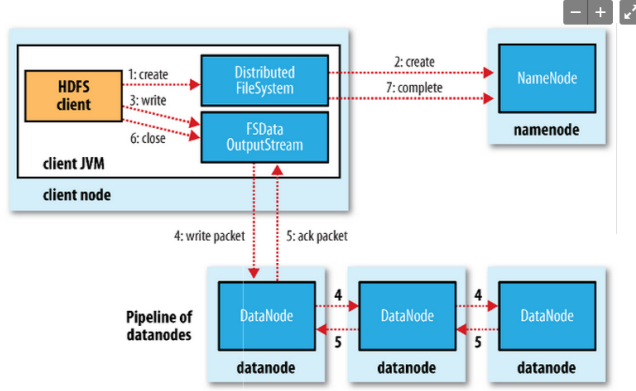 1: create
2: create
HDFS
client
Distributed
FileSystem
NameNode
3: write
7: complete
6: close
FSData
OutputStream
namenode
client JVM
client node
4: write packet
5: ack packet
Pipeline of
datanodes
DataNode
4
5
DataNode
4
5
DataNode
datanode
datanode
datanode